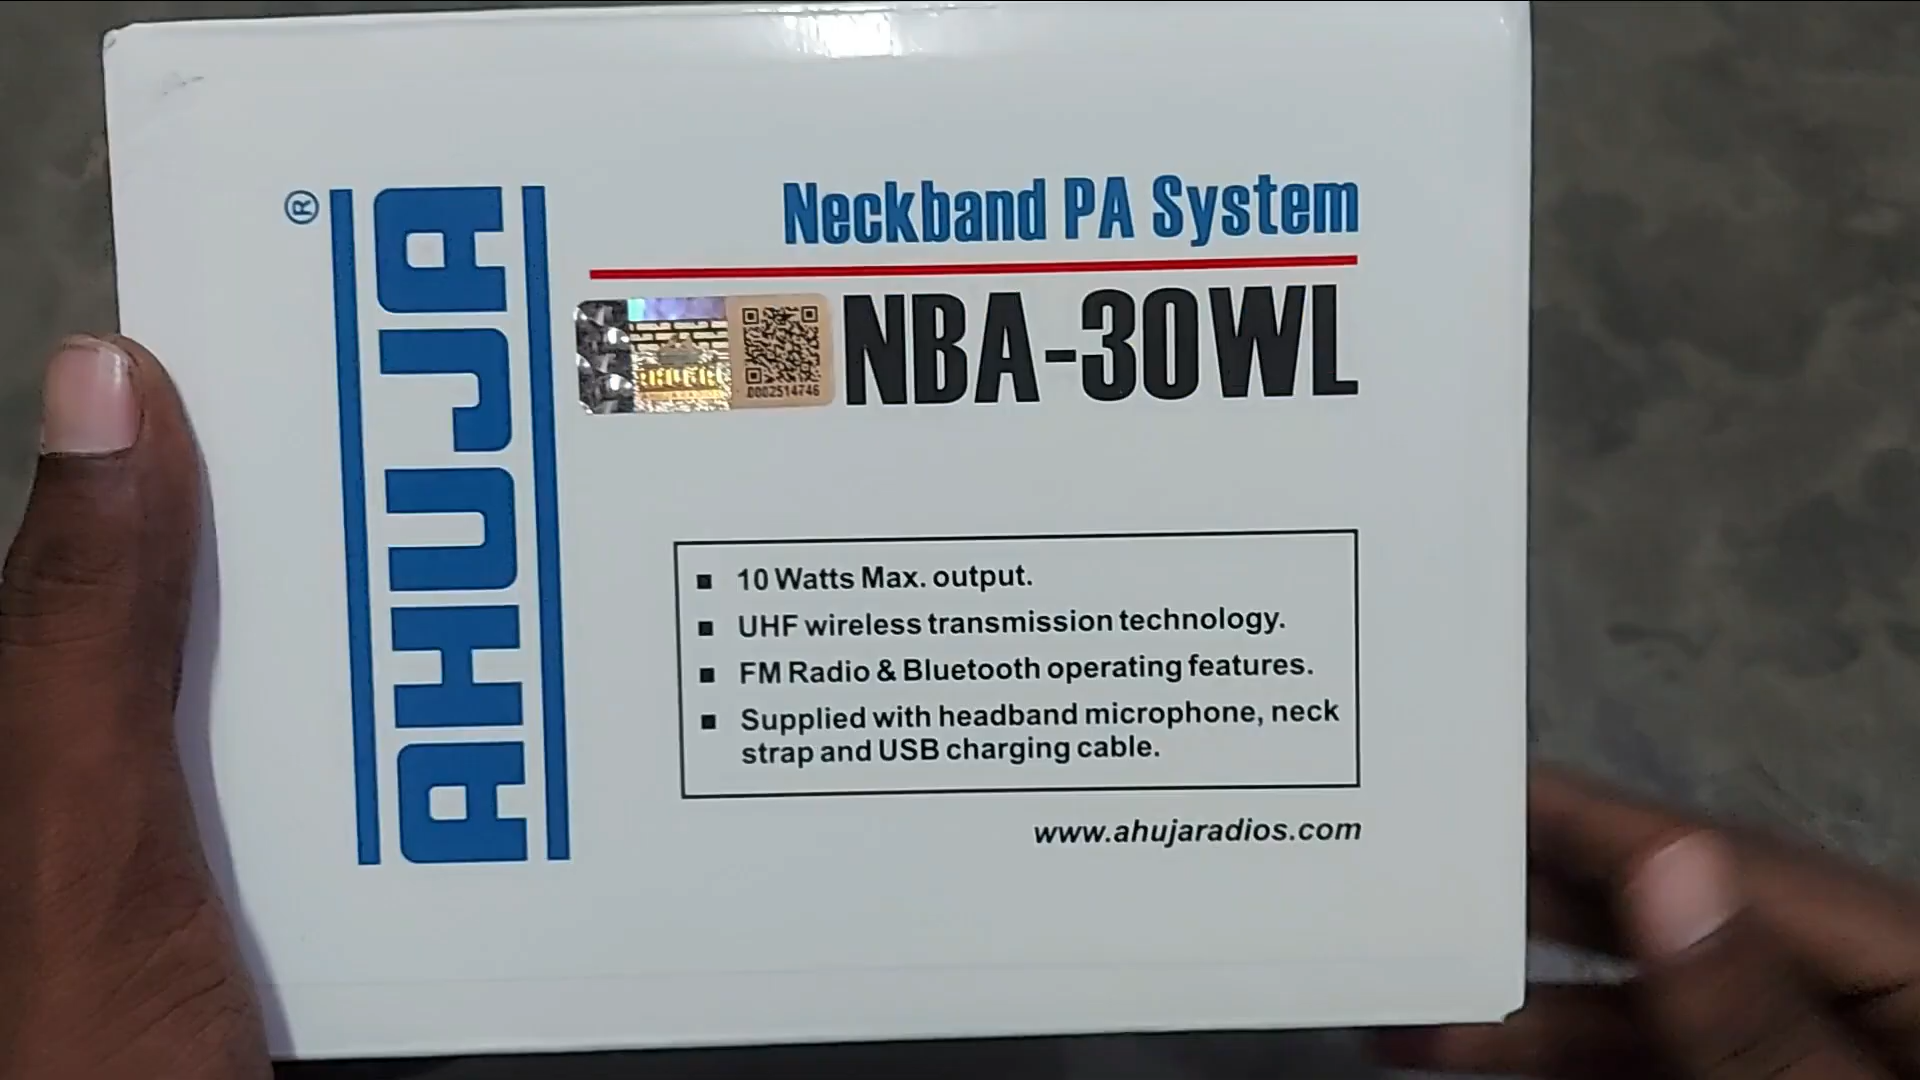 AHUJA®
Neckband PA System
NBA-30WL
0002514746
■ 10 Watts Max. output.
■ UHF wireless transmission technology.
■ FM Radio & Bluetooth operating features.
■ Supplied with headband microphone, neck
strap and USB charging cable.
www.ahujaradios.com